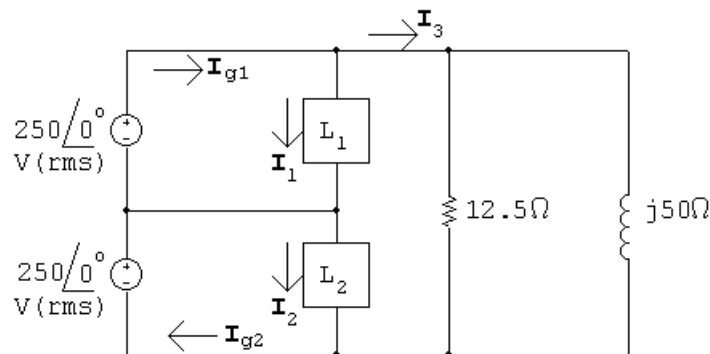 I3
Ig1
250/0° V(rms)
L1
I1
12.5Ω
j50Ω
250/0° V(rms)
L2
I2
Ig2